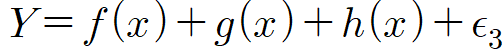 Y = f(x) + g(x) + h(x) + ϵ₃